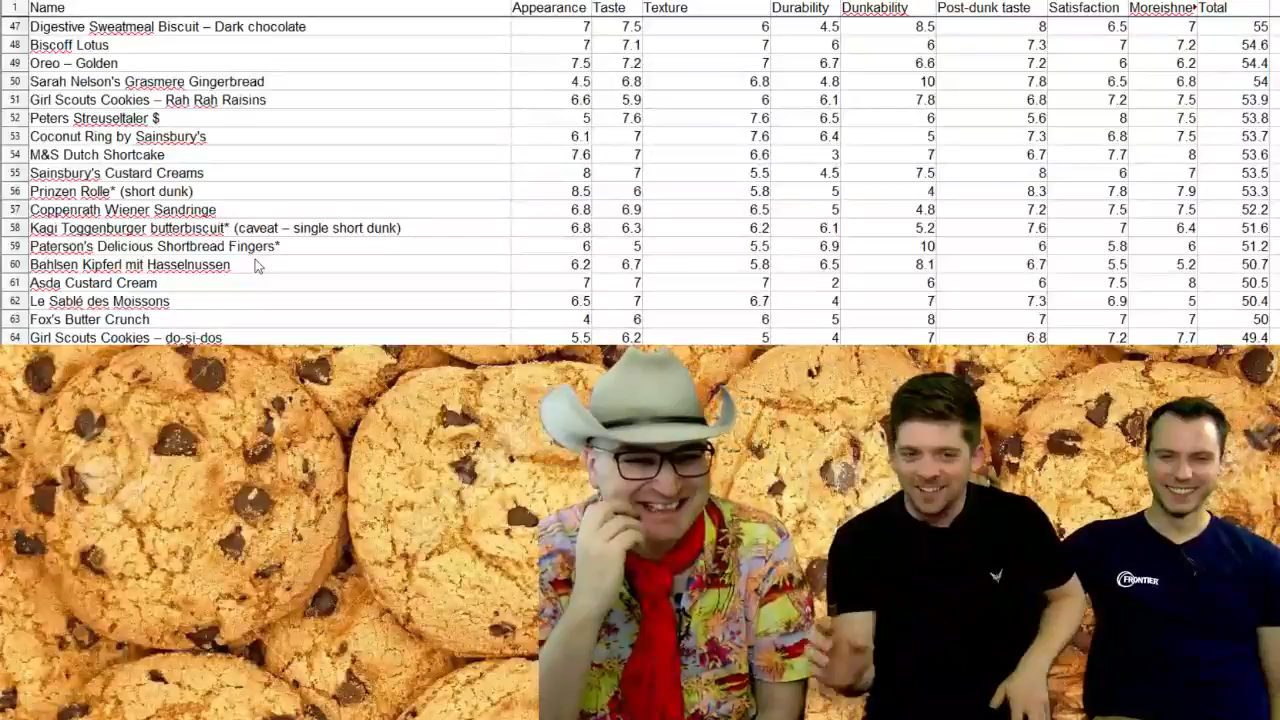 1 Name Appearance Taste Texture Durability Dunkability Post-dunk taste Satisfaction Moreishne Total
47 Digestive Sweatmeal Biscuit – Dark chocolate 7 7.5 6 4.5 8.5 8 6.5 7 55
48 Biscoff Lotus 7 7.1 7 6 6 7.3 7 7.2 54.6
49 Oreo – Golden 7.5 7.2 7 6.7 6.6 7.2 6 6.2 54.4
50 Sarah Nelson's Grasmere Gingerbread 4.5 6.8 6.8 4.8 10 7.8 6.5 6.8 54
51 Girl Scouts Cookies – Rah Rah Raisins 6.6 5.9 6 6.1 7.8 6.8 7.2 7.5 53.9
52 Peters Streuseltaler $ 5 7.6 7.6 6.5 6 5.6 8 7.5 53.8
53 Coconut Ring by Sainsbury's 6.1 7 7.6 6.4 5 7.3 6.8 7.5 53.7
54 M&S Dutch Shortcake 7.6 7 6.6 3 7 6.7 7.7 8 53.6
55 Sainsbury's Custard Creams 8 7 5.5 4.5 7.5 8 6 7 53.5
56 Prinzen Rolle* (short dunk) 8.5 6 5.8 5 4 8.3 7.8 7.9 53.3
57 Coppenrath Wiener Sandringe 6.8 6.9 6.5 5 4.8 7.2 7.5 7.5 52.2
58 Kagi Toggenburger butterbiscuit* (caveat – single short dunk) 6.8 6.3 6.2 6.1 5.2 7.6 7 6.4 51.6
59 Paterson's Delicious Shortbread Fingers* 6 5 5.5 6.9 10 6 5.8 6 51.2
60 Bahlsen Kipferl mit Hasselnussen 6.2 6.7 5.8 6.5 8.1 6.7 5.5 5.2 50.7
61 Asda Custard Cream 7 7 7 2 6 6 7.5 8 50.5
62 Le Sablé des Moissons 6.5 7 6.7 4 7 7.3 6.9 5 50.4
63 Fox's Butter Crunch 4 6 6 5 8 7 7 7 50
64 Girl Scouts Cookies – do-si-dos 5.5 6.2 5 4 7 6.8 7.2 7.7 49.4
FRONTIER